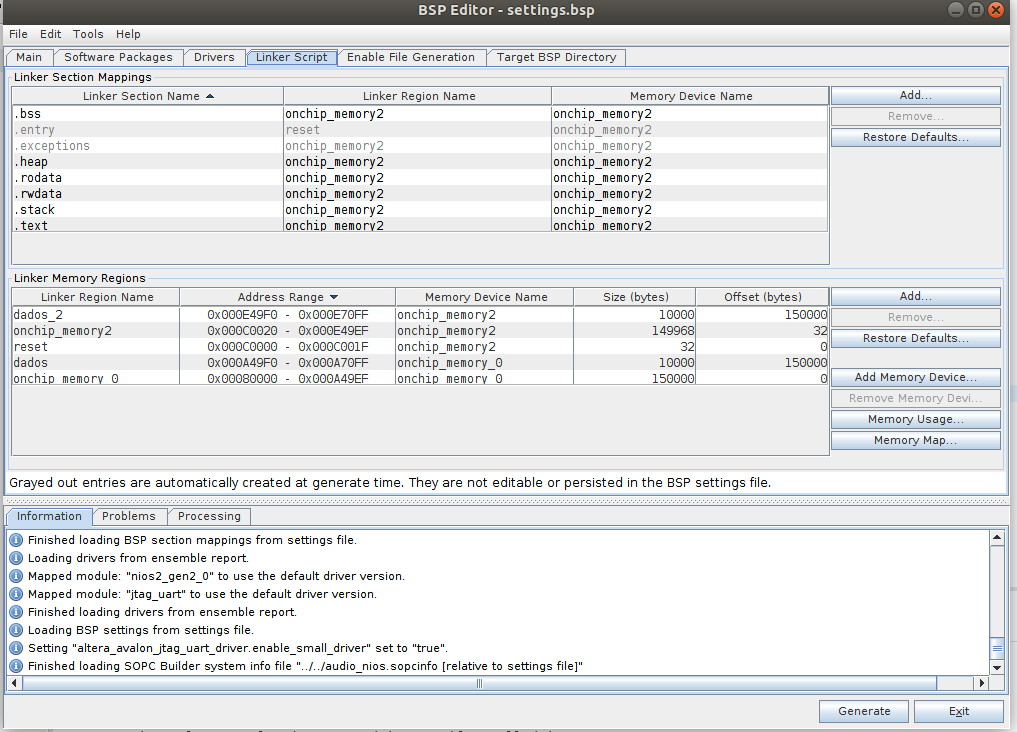 BSP Editor - settings.bsp
File Edit Tools Help
Main Software Packages Drivers Linker Script Enable File Generation Target BSP Directory
Linker Section Mappings
Linker Section Name Linker Region Name Memory Device Name Add...
.bss onchip_memory2 onchip_memory2
.entry reset onchip_memory2 Remove...
.exceptions onchip_memory2 onchip_memory2 Restore Defaults...
.heap onchip_memory2 onchip_memory2
.rodata onchip_memory2 onchip_memory2
.rwdata onchip_memory2 onchip_memory2
.stack onchip_memory2 onchip_memory2
.text onchip_memory2 onchip_memory2
Linker Memory Regions
Linker Region Name Address Range Memory Device Name Size (bytes) Offset (bytes) Add...
dados_2 0x000E49F0 - 0x000E70FF onchip_memory2 10000 150000 Remove...
onchip_memory2 0x000C0020 - 0x000E49EF onchip_memory2 149968 32 Restore Defaults...
reset 0x000C0000 - 0x000C001F onchip_memory2 32 0
dados 0x000A49F0 - 0x000A70FF onchip_memory_0 10000 150000
onchip_memory_0 0x00080000 - 0x000A49EF onchip_memory_0 150000 0 Add Memory Device...
Remove Memory Devi...
Memory Usage...
Memory Map...
Grayed out entries are automatically created at generate time. They are not editable or persisted in the BSP settings file.
Information Problems Processing
Finished loading BSP section mappings from settings file.
Loading drivers from ensemble report.
Mapped module: "nios2_gen2_0" to use the default driver version.
Mapped module: "jtag_uart" to use the default driver version.
Finished loading drivers from ensemble report.
Loading BSP settings from settings file.
Setting "altera_avalon_jtag_uart_driver.enable_small_driver" set to "true".
Finished loading SOPC Builder system info file "../../audio_nios.sopcinfo [relative to settings file]"
Generate Exit